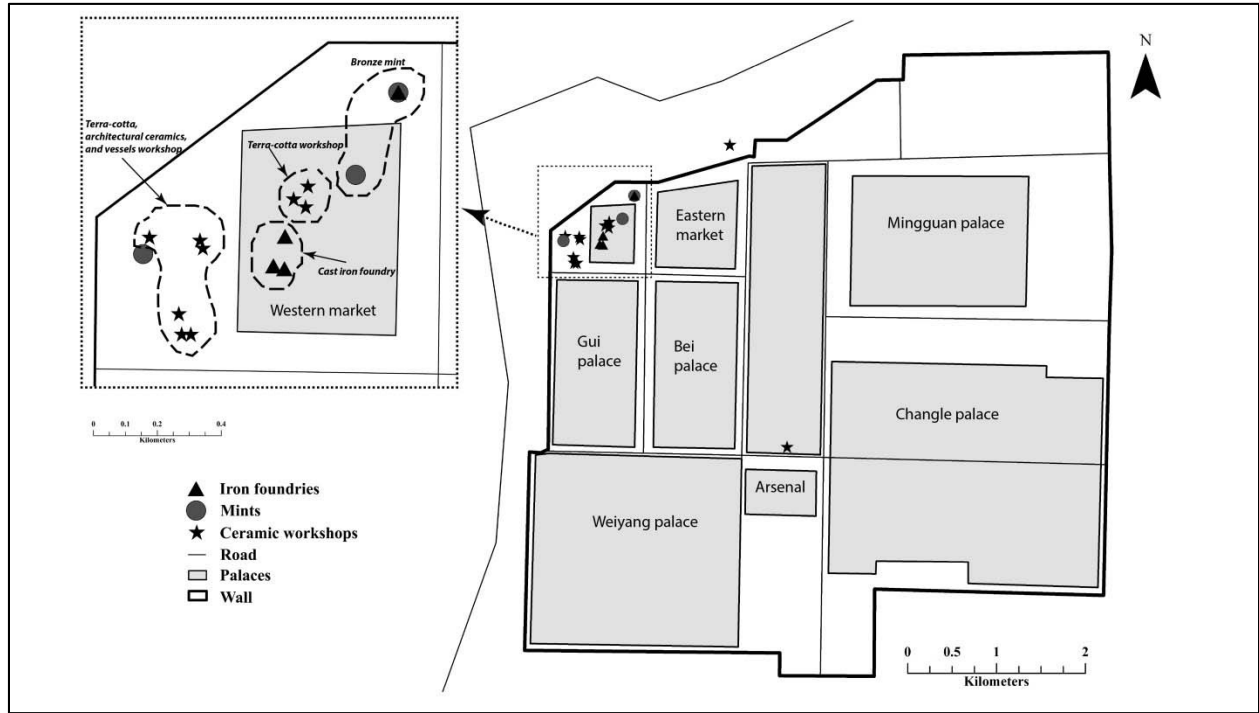 Bronze mint
Terra-cotta,
architectural ceramics,
and vessels workshop
Terra-cotta workshop
Cast iron foundry
Western market
0 0.1 0.2 0.4
Kilometers
Iron foundries
Mints
Ceramic workshops
Road
Palaces
Wall
N
Eastern
market
Mingguan palace
Gui
palace
Bei
palace
Changle palace
Arsenal
Weiyang palace
0 0.5 1 2
Kilometers